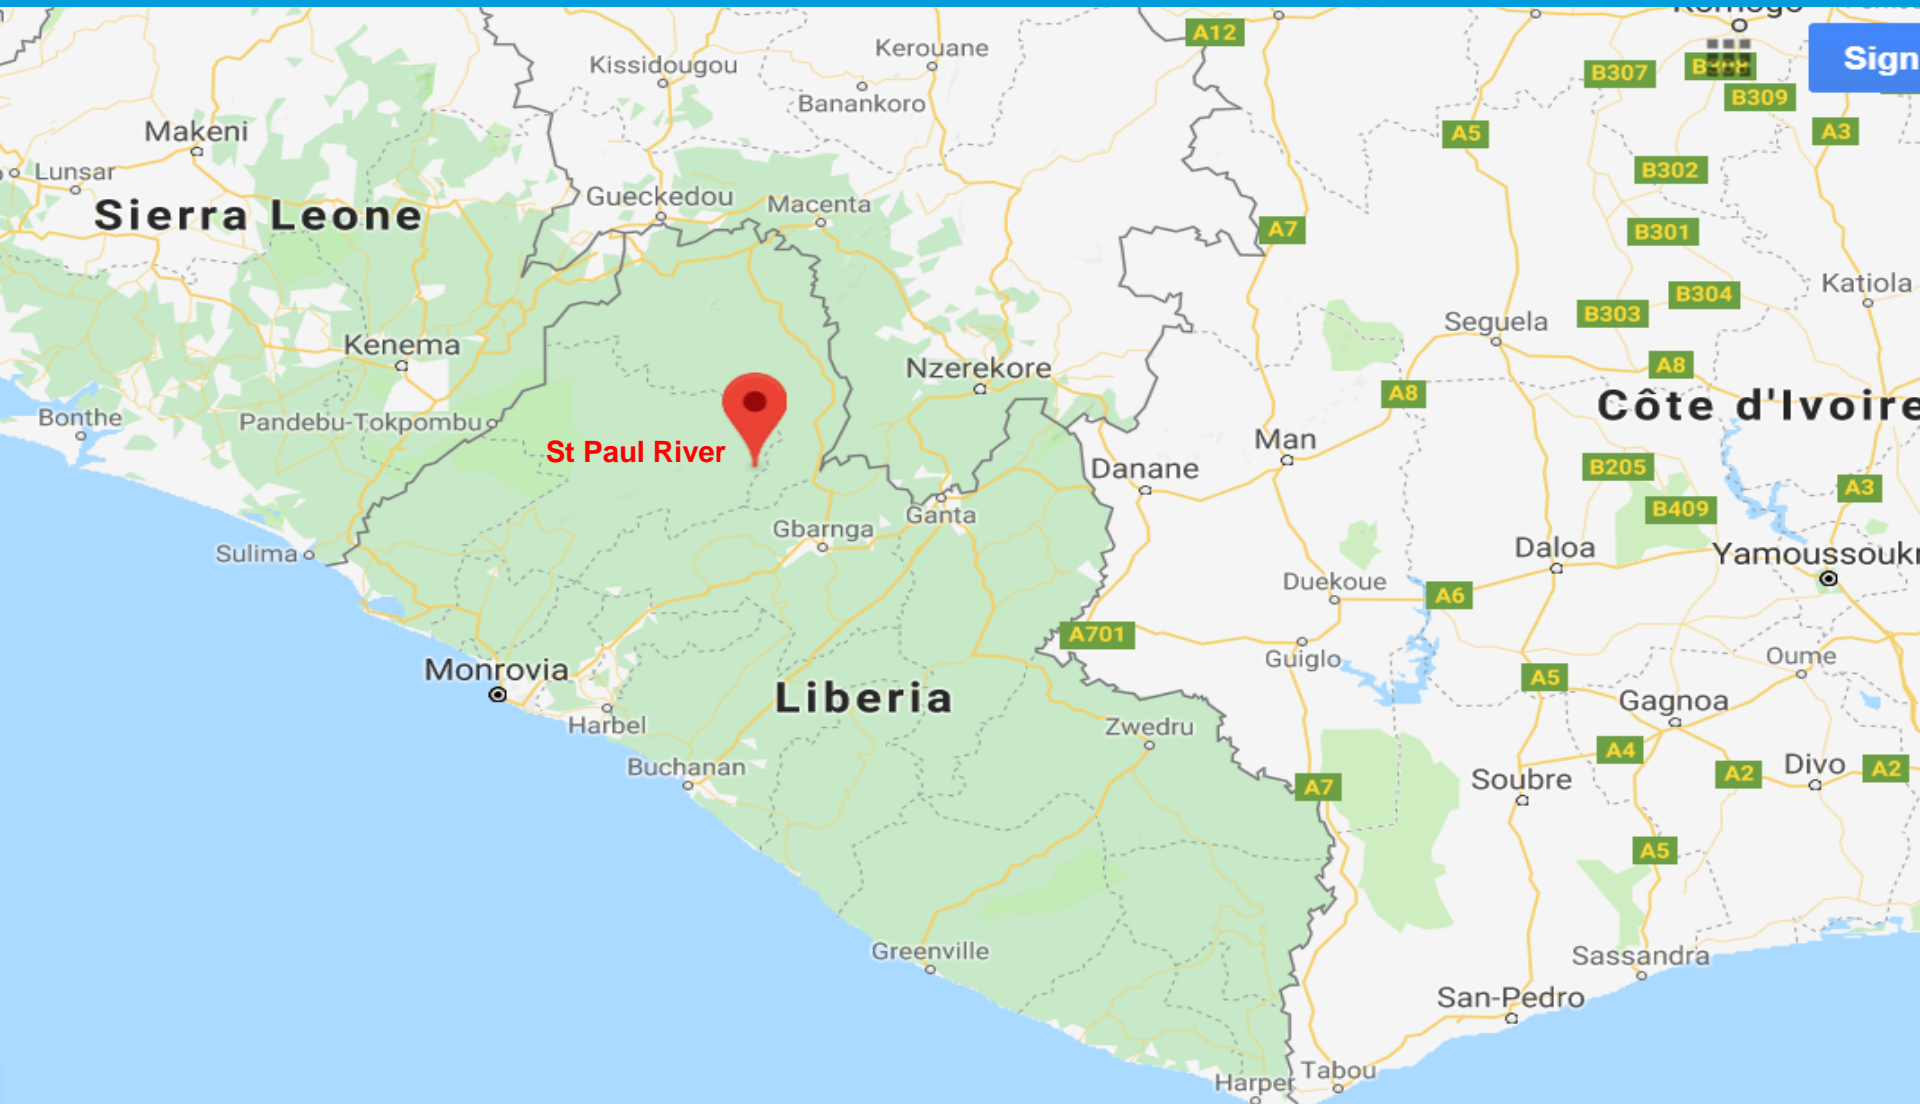 A12
Kerouane
Kissidougou
Banankoro
B307
Sign
B309
Makeni
A5
A3
Lunsar
B302
Gueckedou
Macenta
Sierra Leone
A7
B301
Katiola
B304
B303
Seguela
Kenema
Nzerekore
A8
A8
Côte d'Ivoire
Bonthe
Pandebu-Tokpombu
Man
St Paul River
Danane
B205
A3
B409
Ganta
Gbarnga
Sulima
Daloa
Yamoussouk
Duekoue
A6
A701
Guiglo
Oume
Monrovia
A5
Liberia
Gagnoa
Harbel
Zwedru
A4
Buchanan
Divo
A2
A2
Soubre
A7
A5
Greenville
Sassandra
San-Pedro
Tabou
Harper